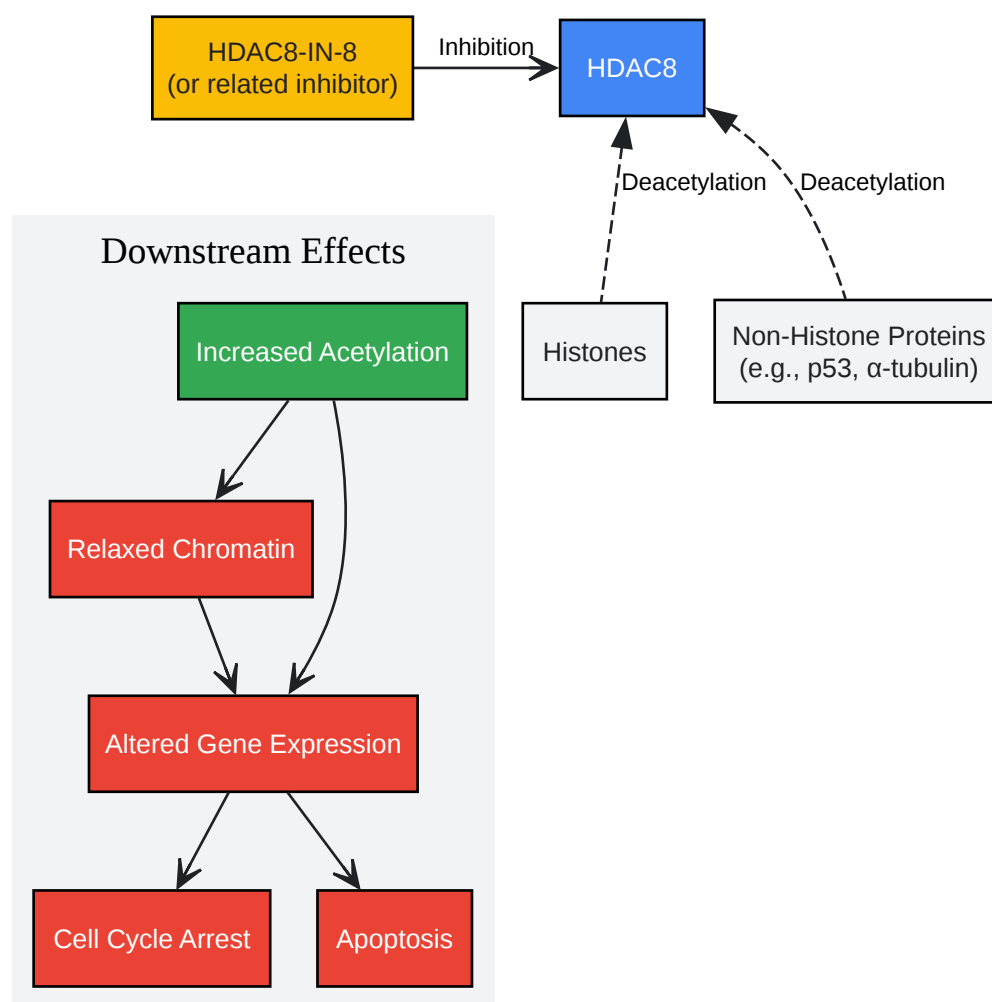 HDAC8-IN-8
(or related inhibitor)
Inhibition
HDAC8
Deacetylation
Deacetylation
Downstream Effects
Increased Acetylation
Histones
Non-Histone Proteins
(e.g., p53, α-tubulin)
Relaxed Chromatin
Altered Gene Expression
Cell Cycle Arrest
Apoptosis